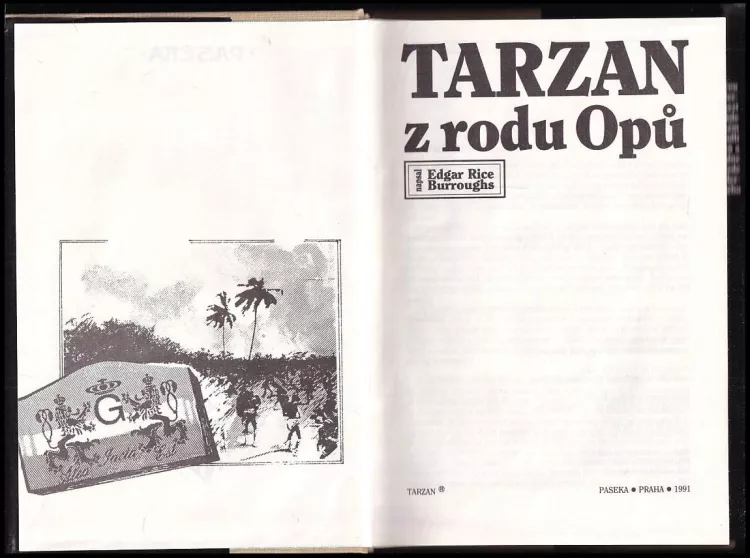 G
TARZAN
z rodu Opů
napsal
Edgar Rice
Burroughs
TARZAN ®
PASEKA ● PRAHA ● 1991